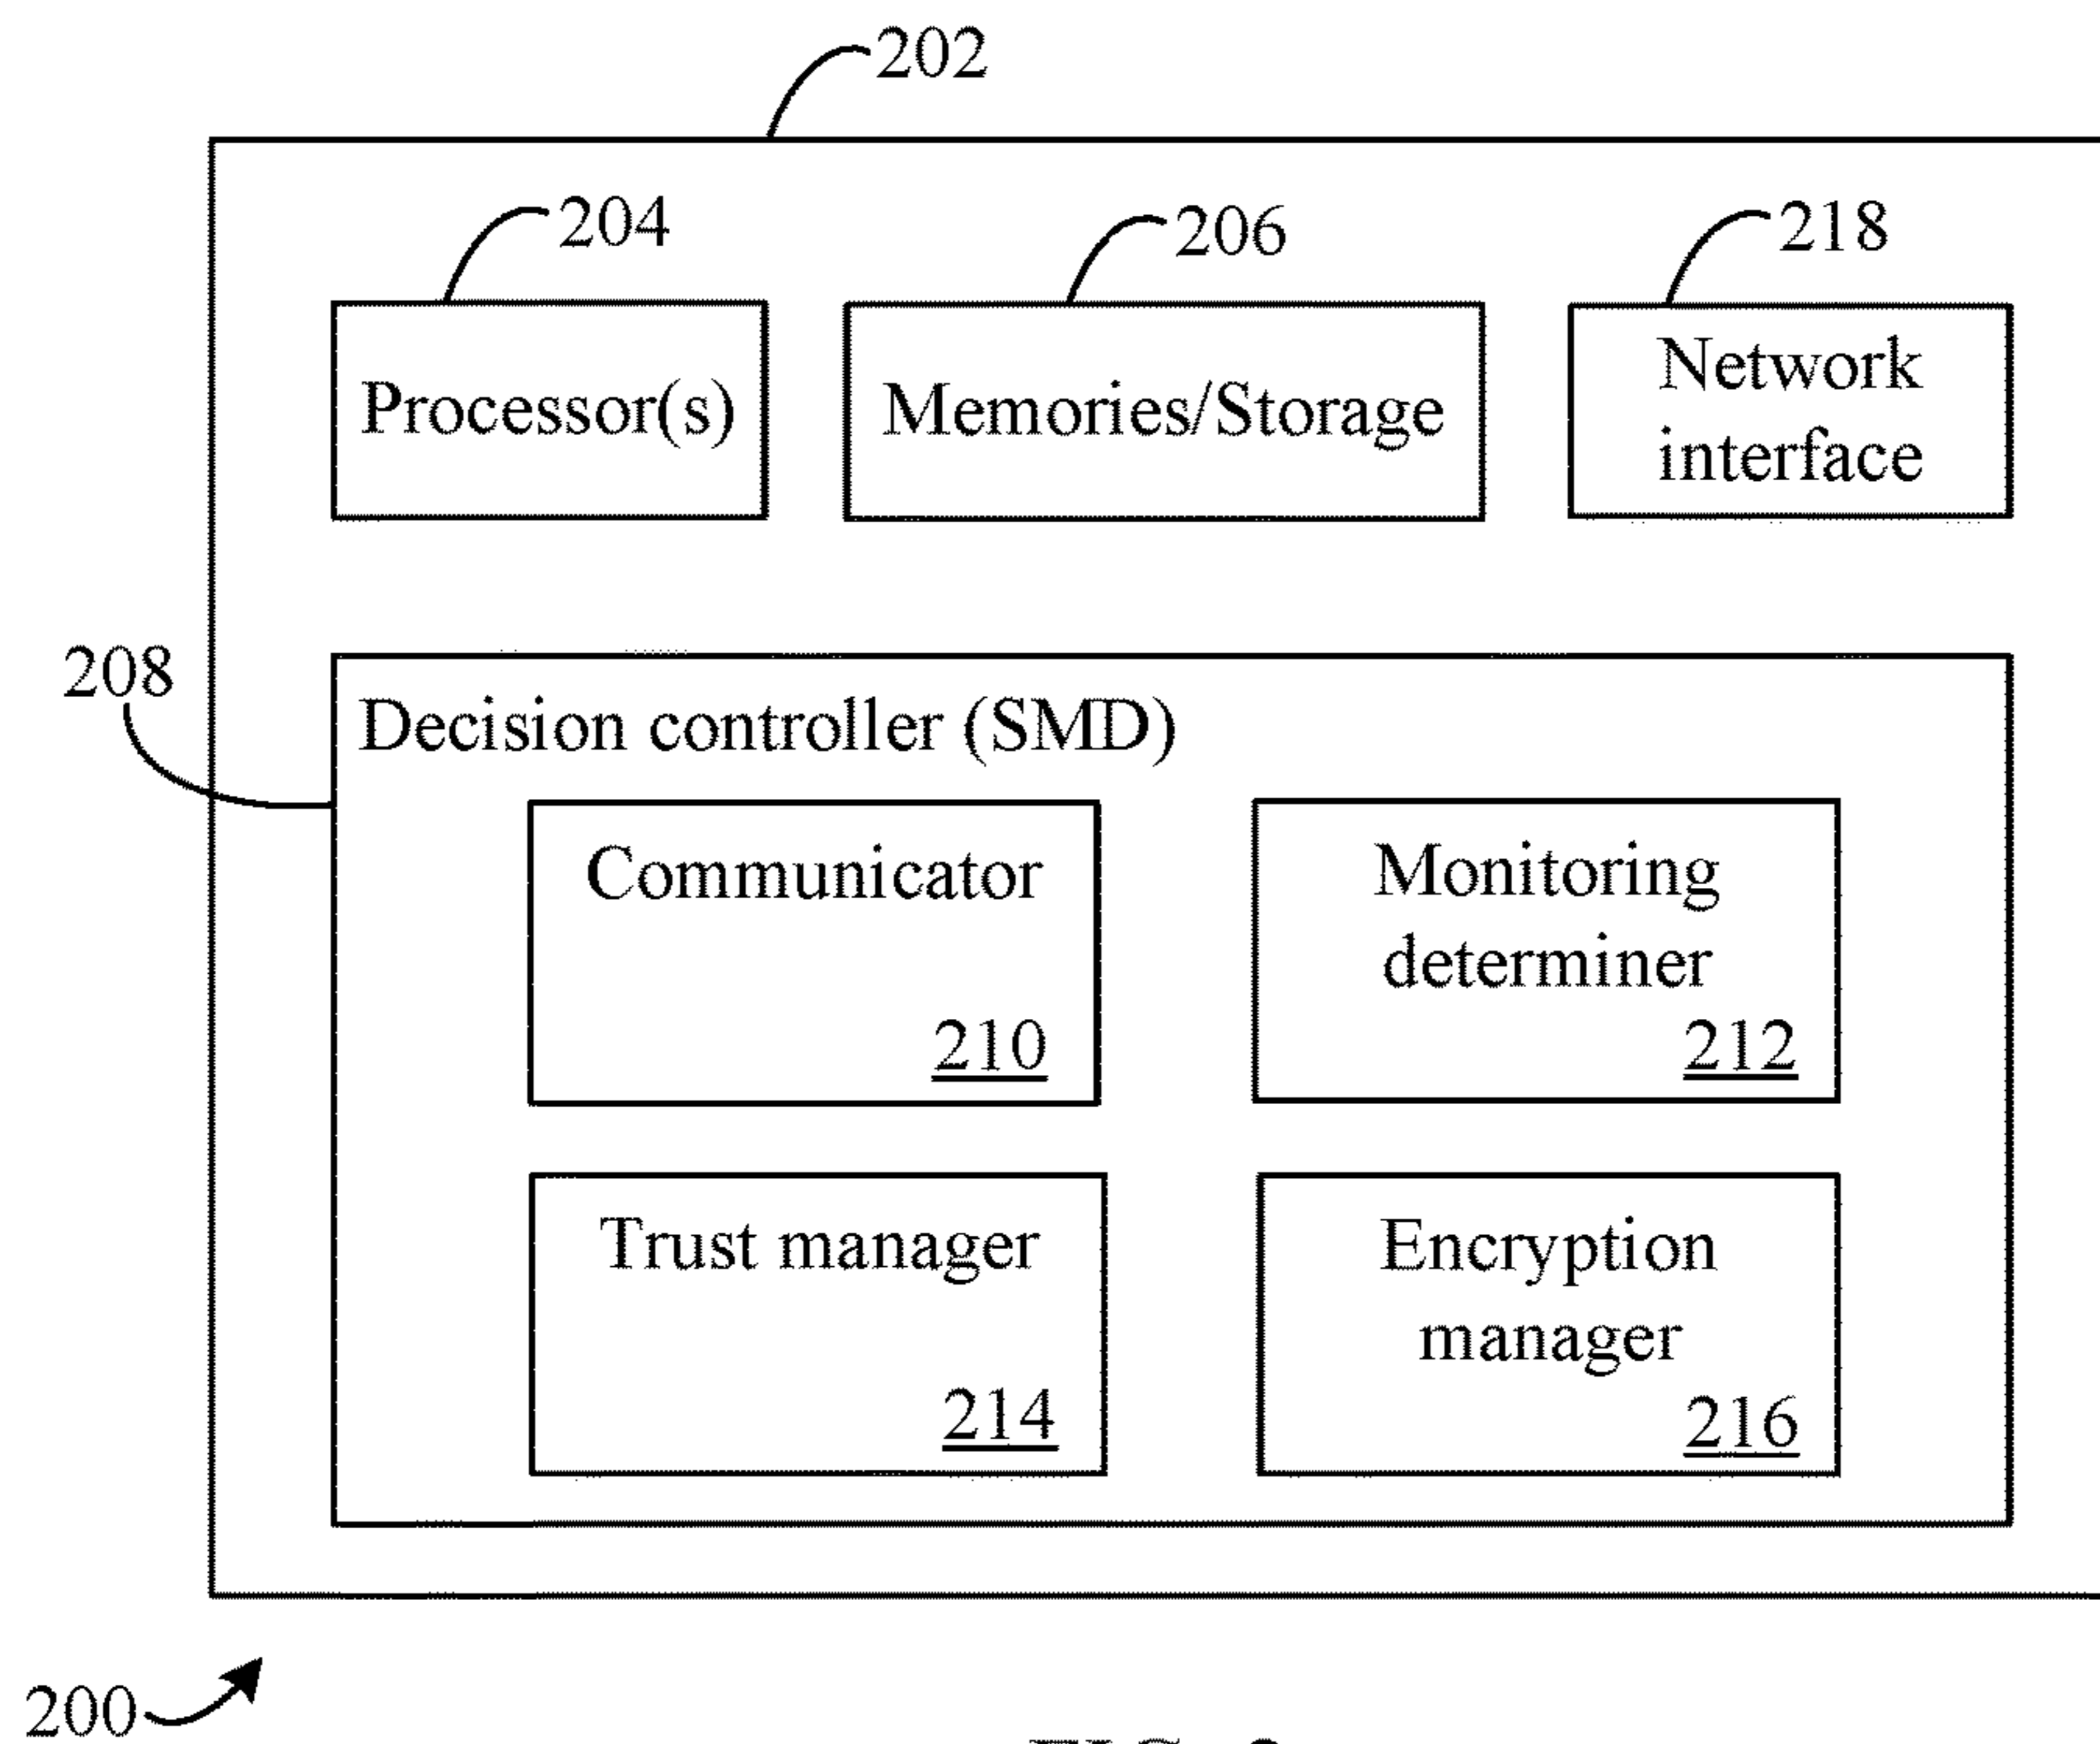 202
204
206
218
Processor(s)
Memories/Storage
Network
interface
208
Decision controller (SMD)
Communicator
210
Monitoring
determiner
212
Trust manager
214
Encryption
manager
216
200